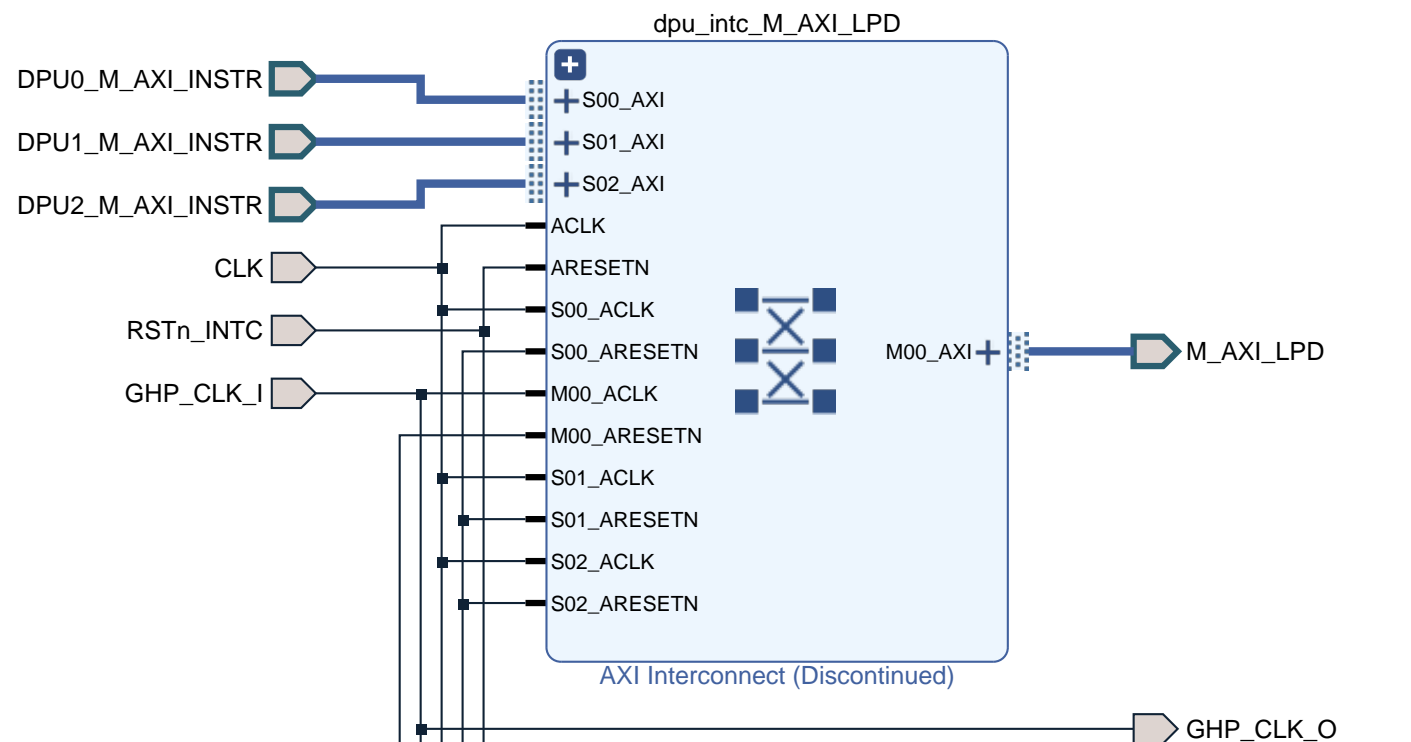 dpu_intc_M_AXI_LPD
DPU0_M_AXI_INSTR
S00_AXI
DPU1_M_AXI_INSTR
S01_AXI
DPU2_M_AXI_INSTR
S02_AXI
ACLK
CLK
ARESETN
S00_ACLK
RSTn_INTC
S00_ARESETN
M00_AXI
M_AXI_LPD
GHP_CLK_I
M00_ACLK
M00_ARESETN
S01_ACLK
S01_ARESETN
S02_ACLK
S02_ARESETN
AXI Interconnect (Discontinued)
GHP_CLK_O